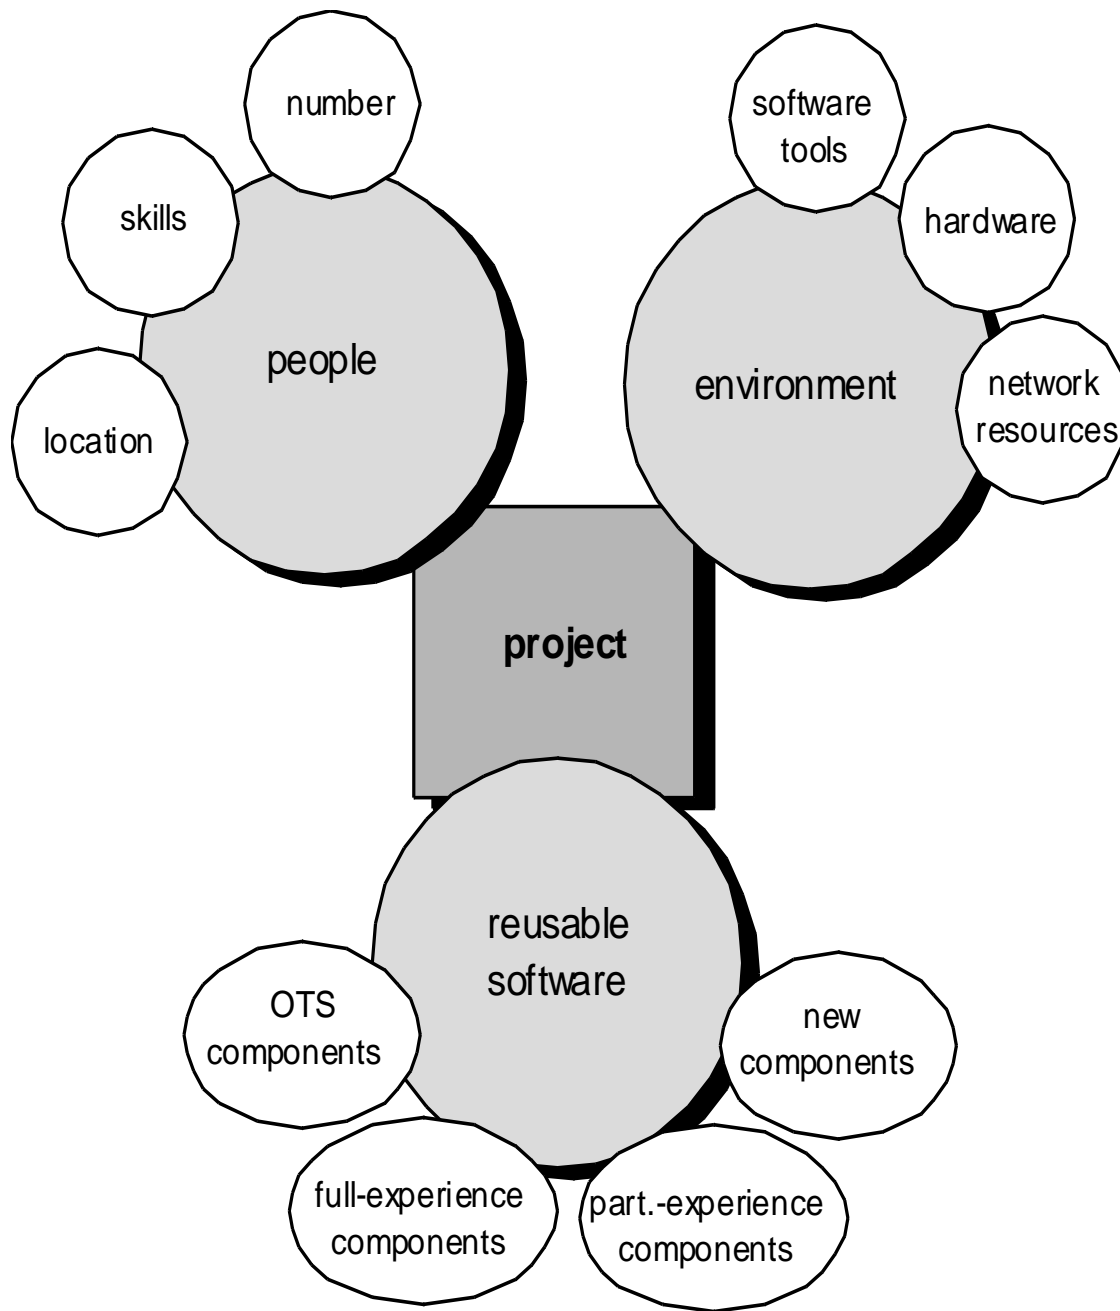 number
skills
location
people
software
tools
hardware
network
resources
environment
project
reusable
software
OTS
components
full-experience
components
part.-experience
components
new
components